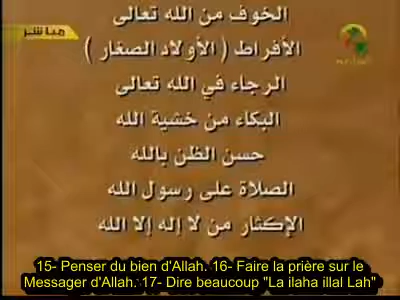 الخوف من الله تعالى
مباشر
الأفراط ( الأولاد الصغار )
الرجاء في الله تعالى
البكاء من خشية الله
حسن الظن بالله
الصلاة على رسول الله
الإكثار من لا إله إلا الله
15- Penser du bien d'Allah. 16- Faire la prière sur le
Messager d'Allah. 17- Dire beaucoup "La ilaha illal Lah"